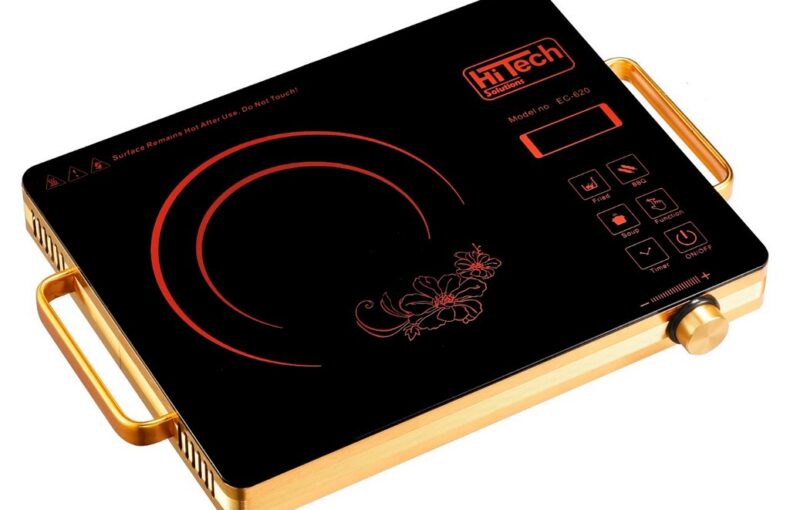 HiTech
Solutions
Model no EC-620
Surface Remains Hot After Use, Do Not Touch!
Fried
BBQ
Soup
Function
Timer
ON/OFF
− +